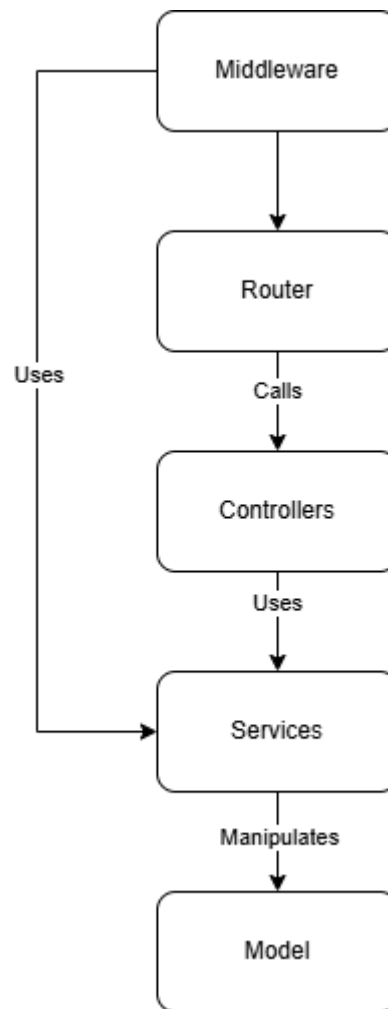 Middleware
Router
Uses
Calls
Controllers
Uses
Services
Manipulates
Model